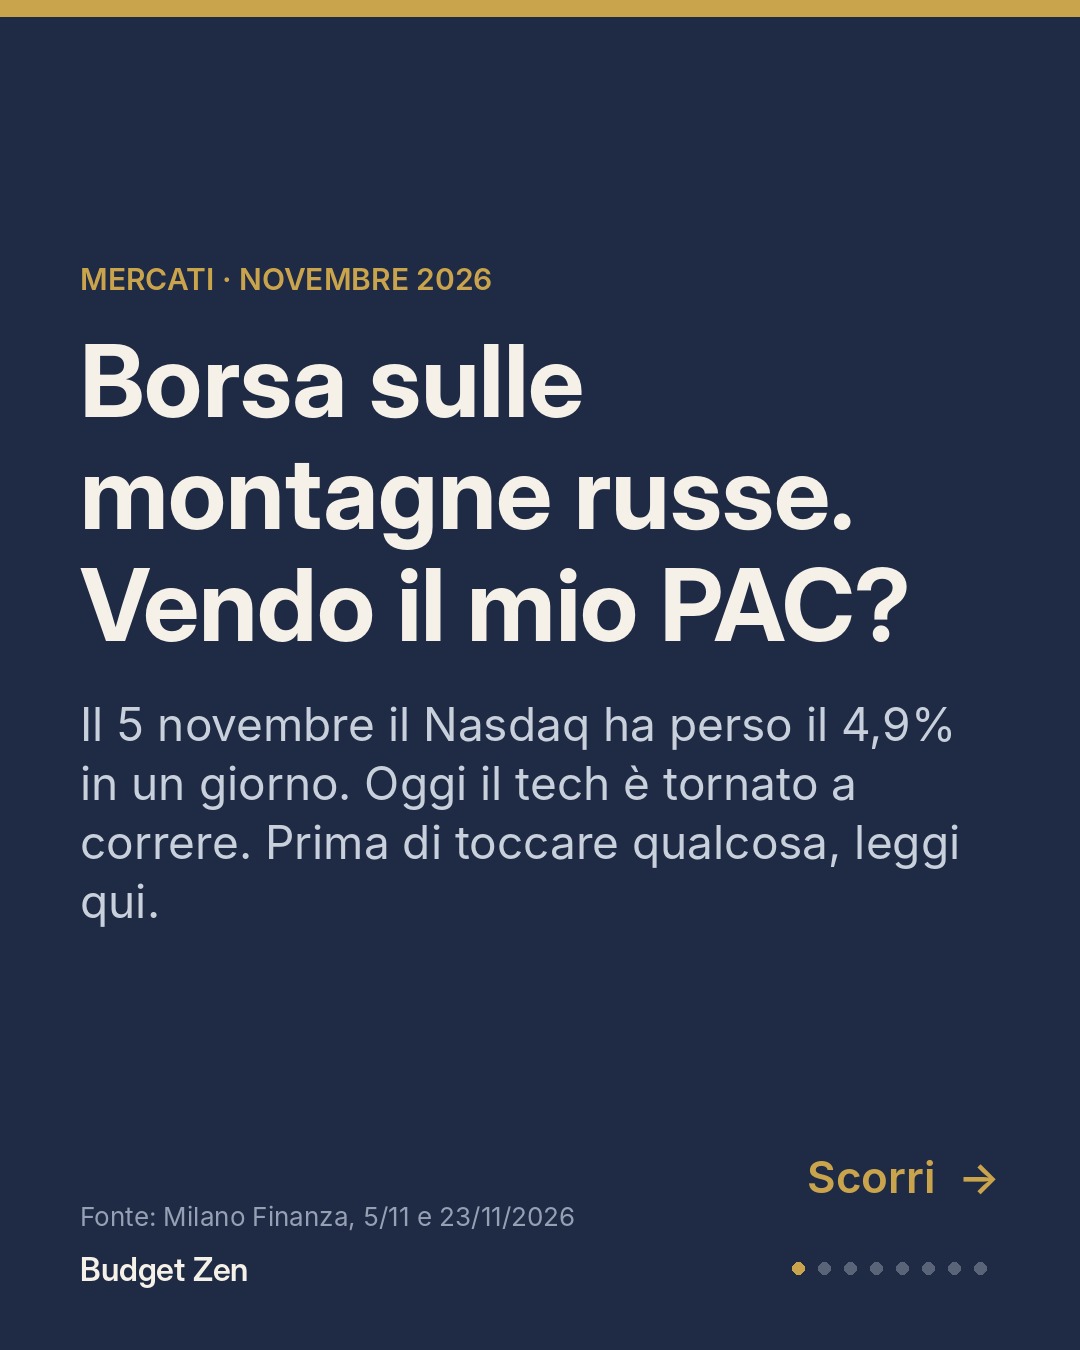 MERCATI · NOVEMBRE 2026
Borsa sulle
montagne russe.
Vendo il mio PAC?
Il 5 novembre il Nasdaq ha perso il 4,9%
in un giorno. Oggi il tech è tornato a
correre. Prima di toccare qualcosa, leggi
qui.
Scorri →
Fonte: Milano Finanza, 5/11 e 23/11/2026
Budget Zen